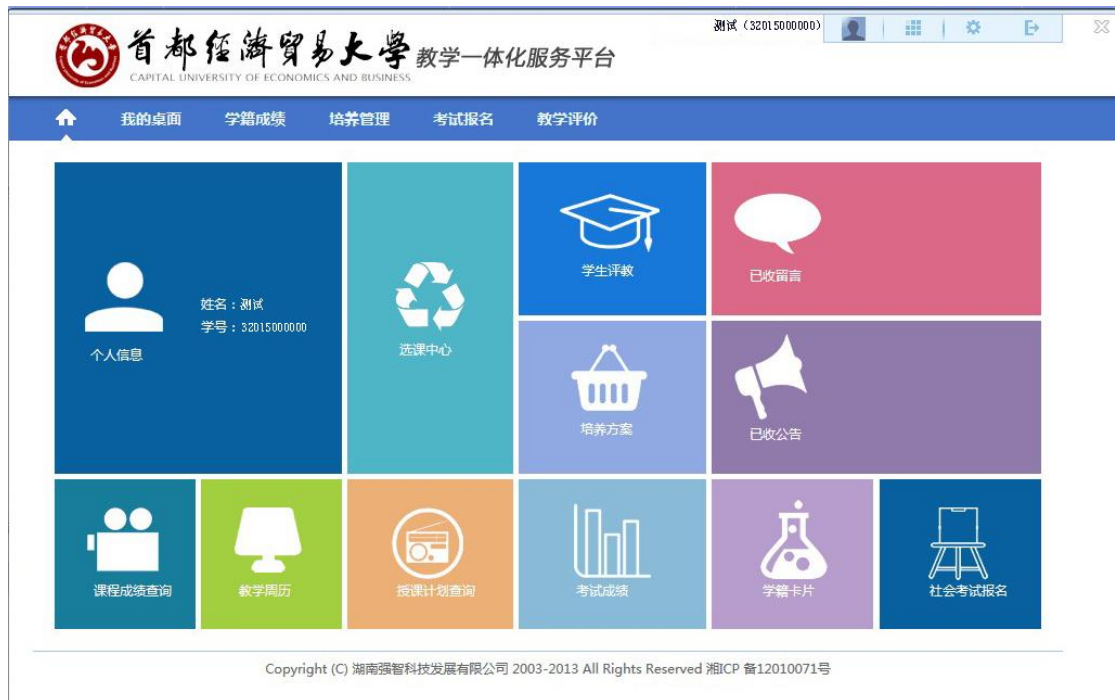 测试（32015000000）
首都经济贸易大学 教学一体化服务平台
CAPITAL UNIVERSITY OF ECONOMICS AND BUSINESS
我的桌面 学籍成绩 培养管理 考试报名 教学评价
学生评教
已收留言
姓名：测试
学号：32015000000
个人信息
选课中心
培养方案
已收公告
课程成绩查询
教学周历
授课计划查询
考试成绩
学籍卡片
社会考试报名
Copyright (C) 湖南强智科技发展有限公司 2003-2013 All Rights Reserved 湘ICP 备12010071号